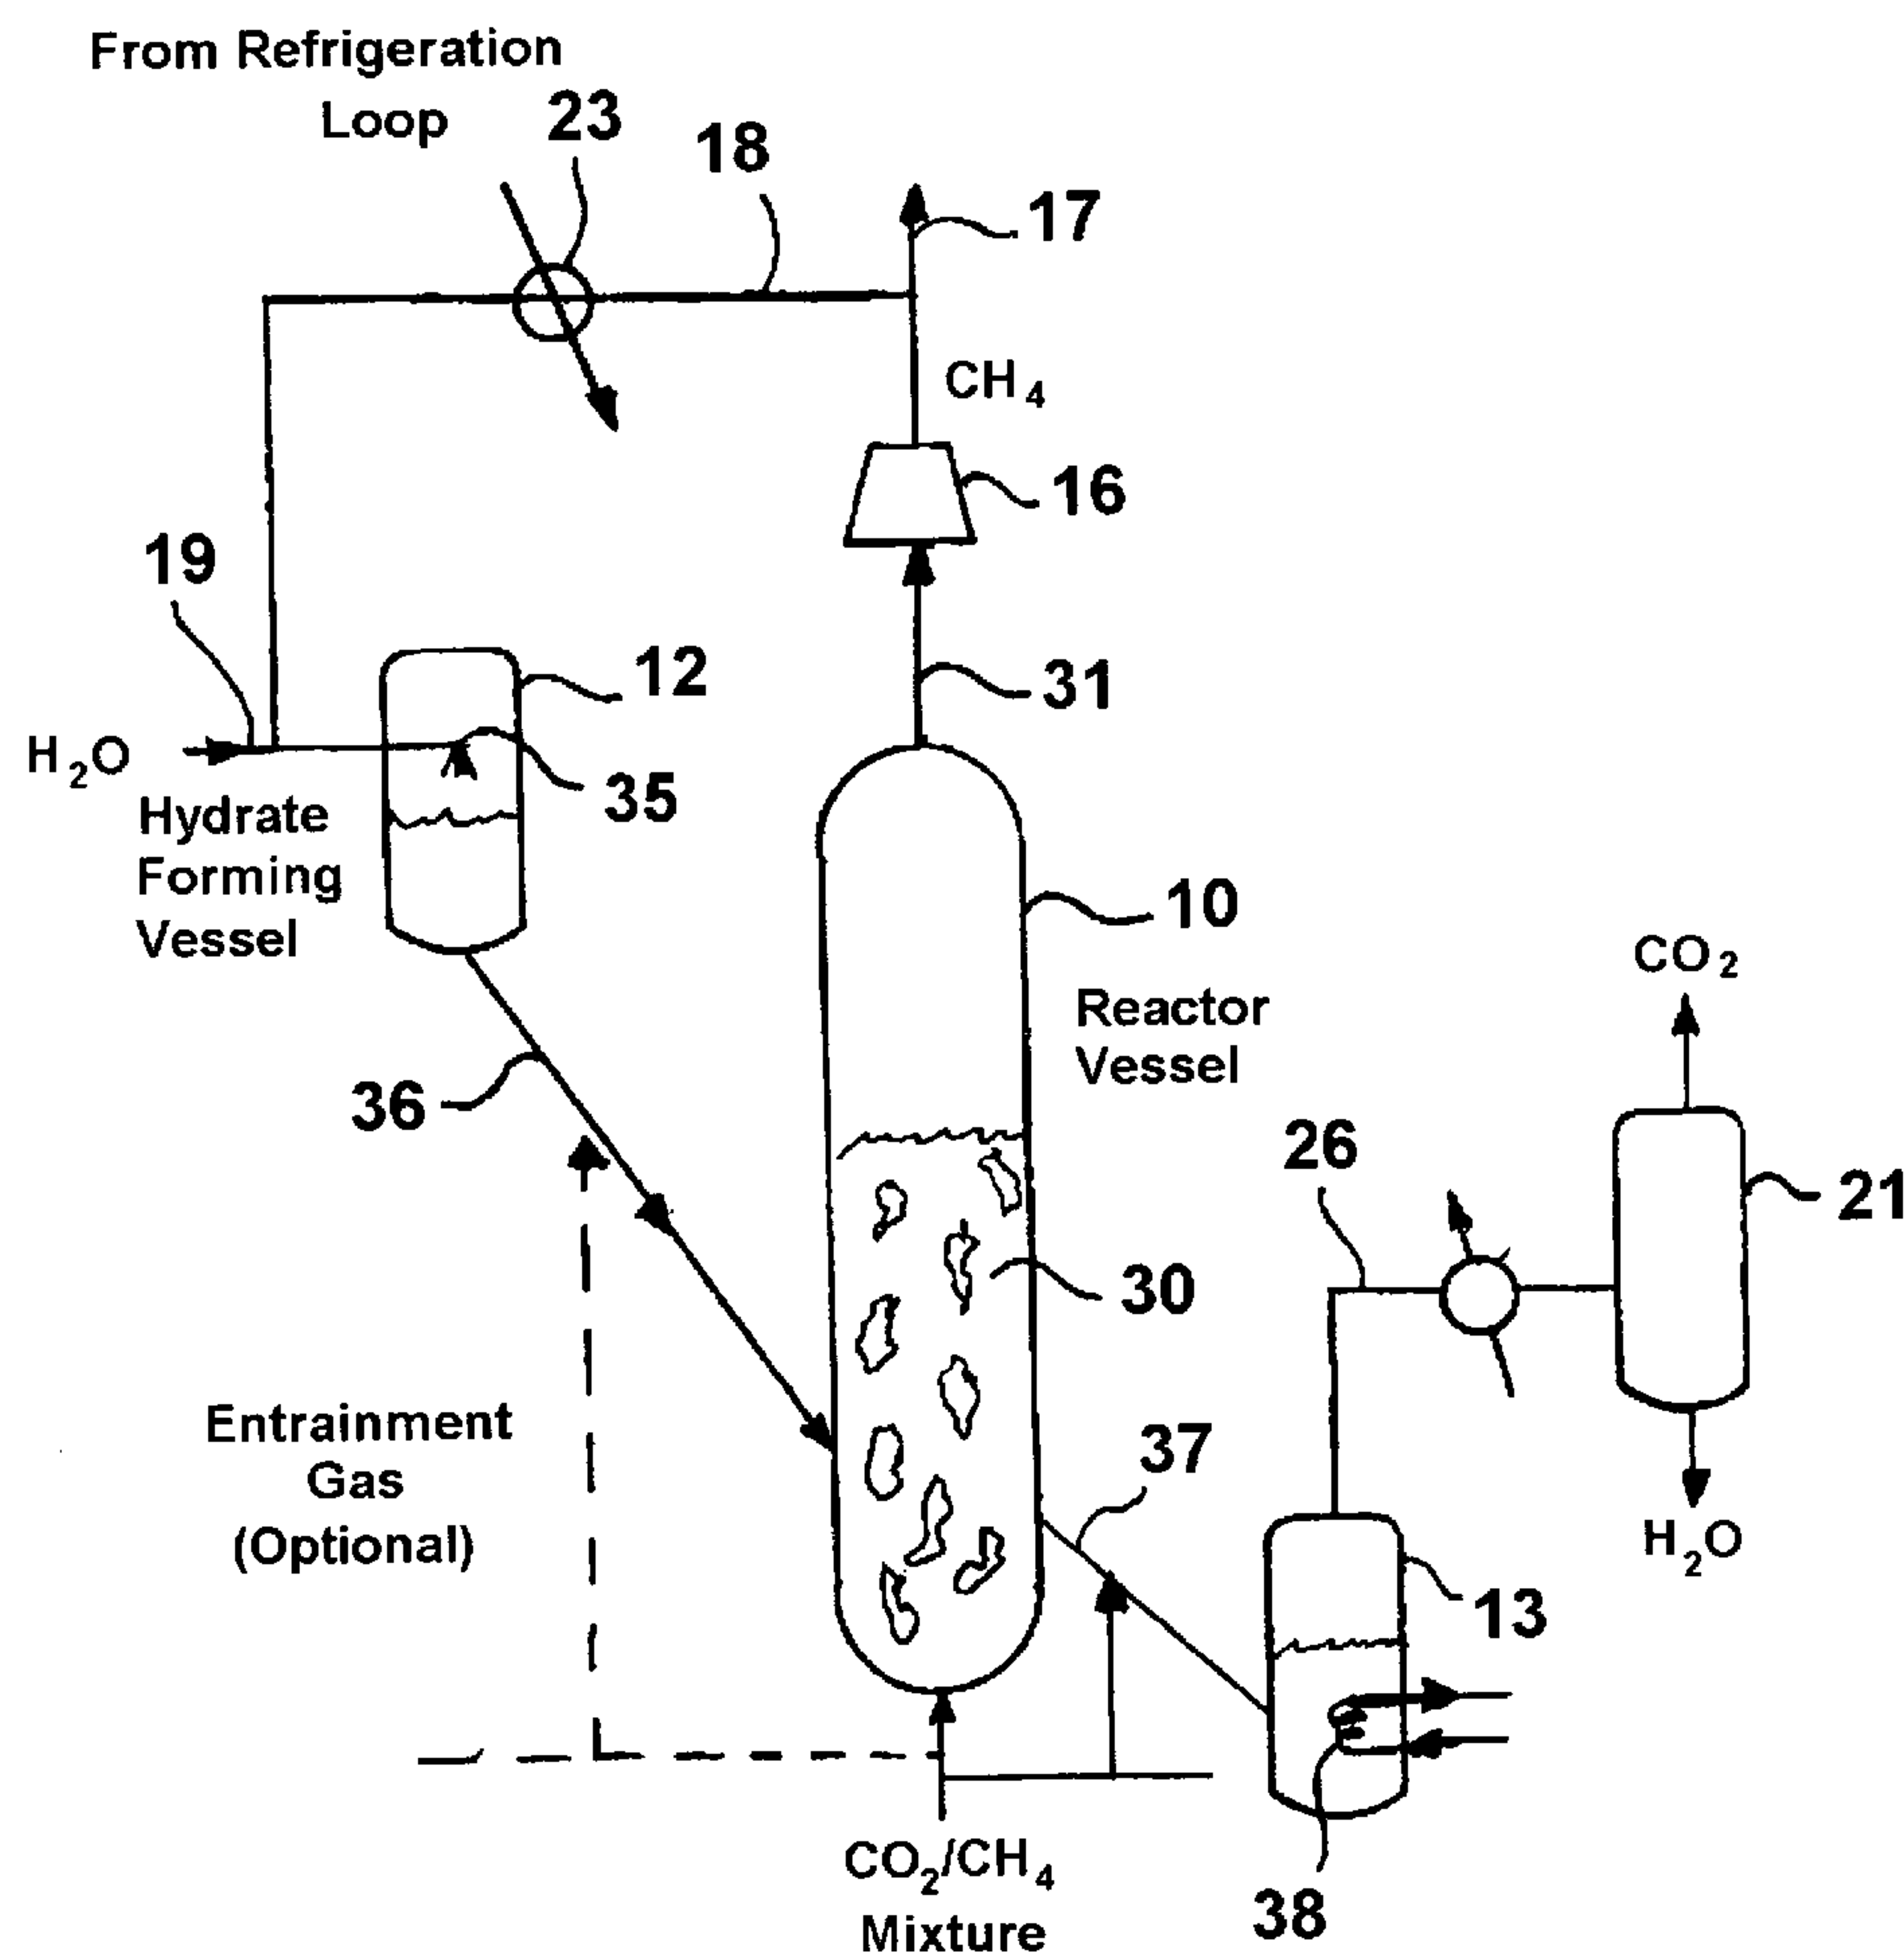 From Refrigeration
Loop
23
18
17
CH4
16
19
12
31
H2O
35
Hydrate
Forming
Vessel
10
CO2
Reactor
Vessel
36
26
21
30
Entrainment
Gas
(Optional)
37
H2O
13
CO2/CH4
Mixture
38